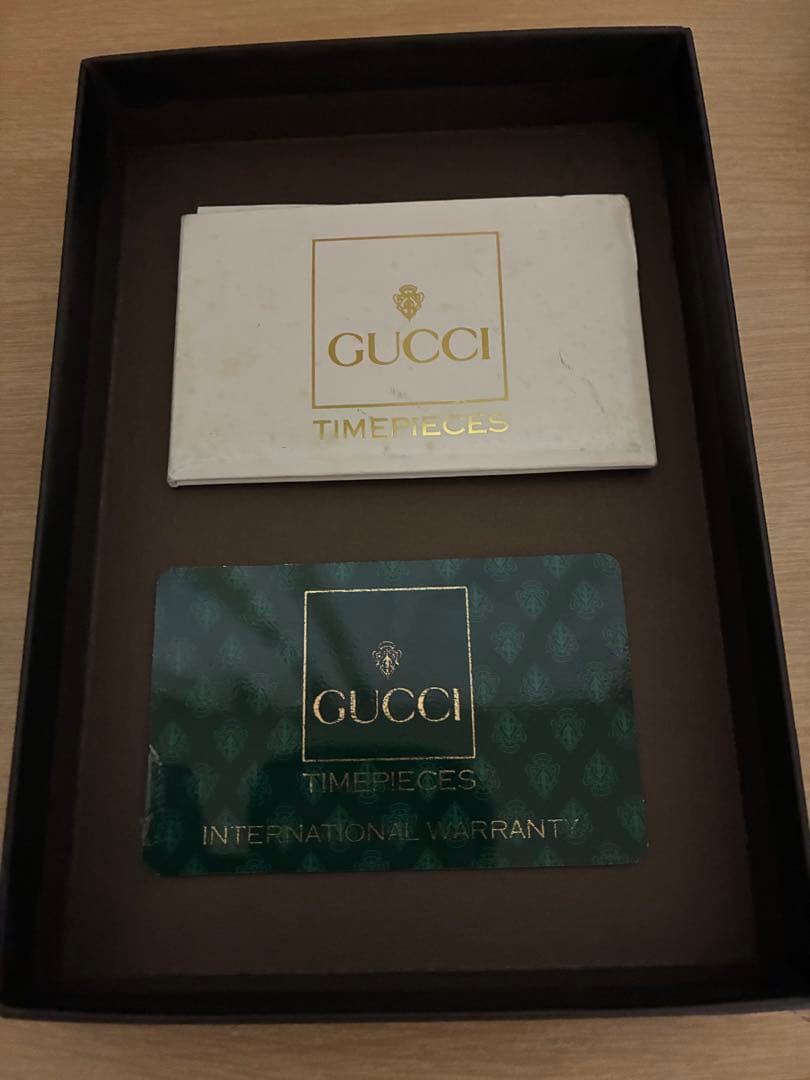 GUCCI
TIMEPIECES
GUCCI
TIMEPIECES
INTERNATIONAL WARRANTY